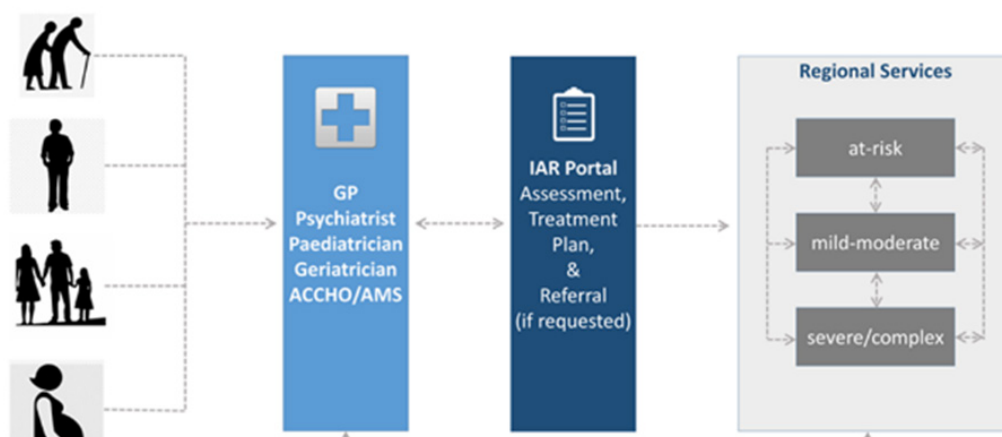 GP
Psychiatrist
Paediatrician
Geriatrician
ACCHO/AMS
IAR Portal
Assessment,
Treatment
Plan,
&
Referral
(if requested)
Regional Services
at-risk
mild-moderate
severe/complex